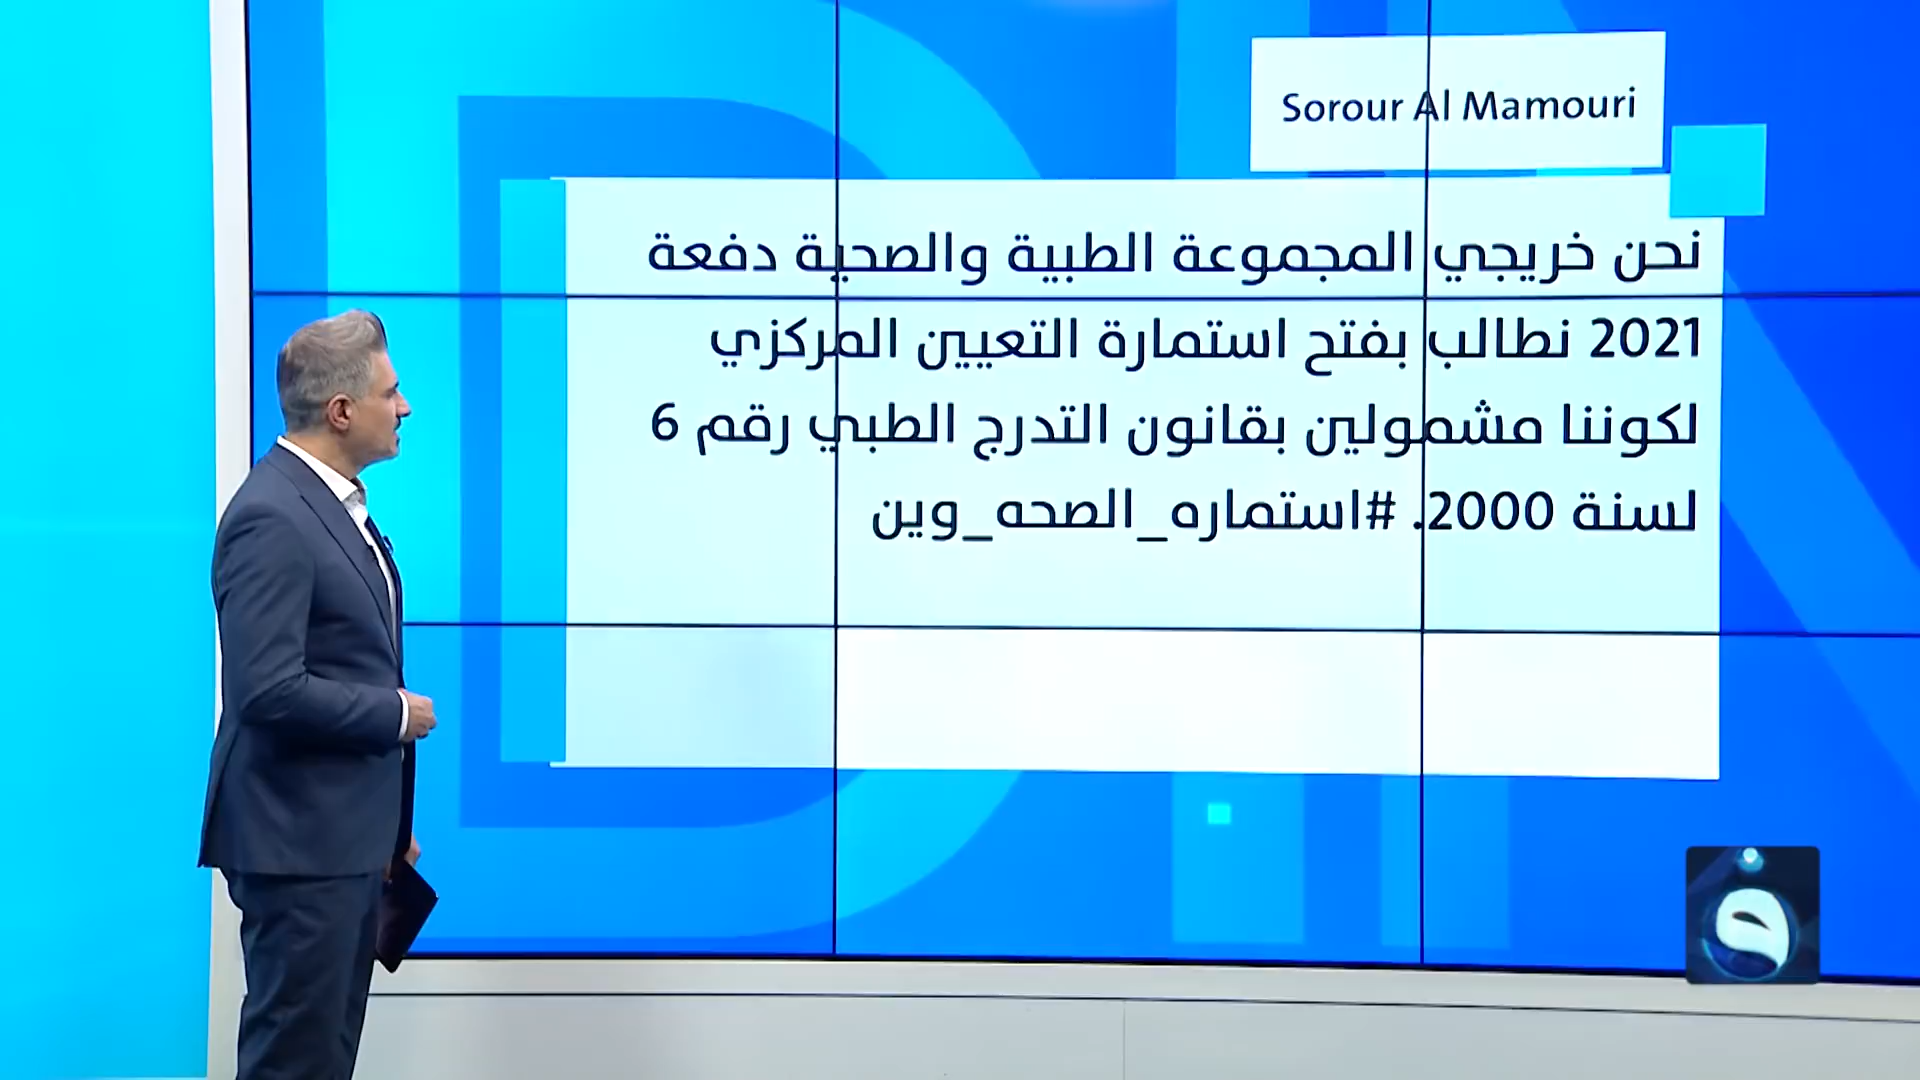 Sorour Al Mamouri
نحن خريجي المجموعة الطبية والصحية دفعة
2021 نطالب بفتح استمارة التعيين المركزي
لكوننا مشمولين بقانون التدرج الطبي رقم 6
لسنة 2000. #استماره_الصحه_وين